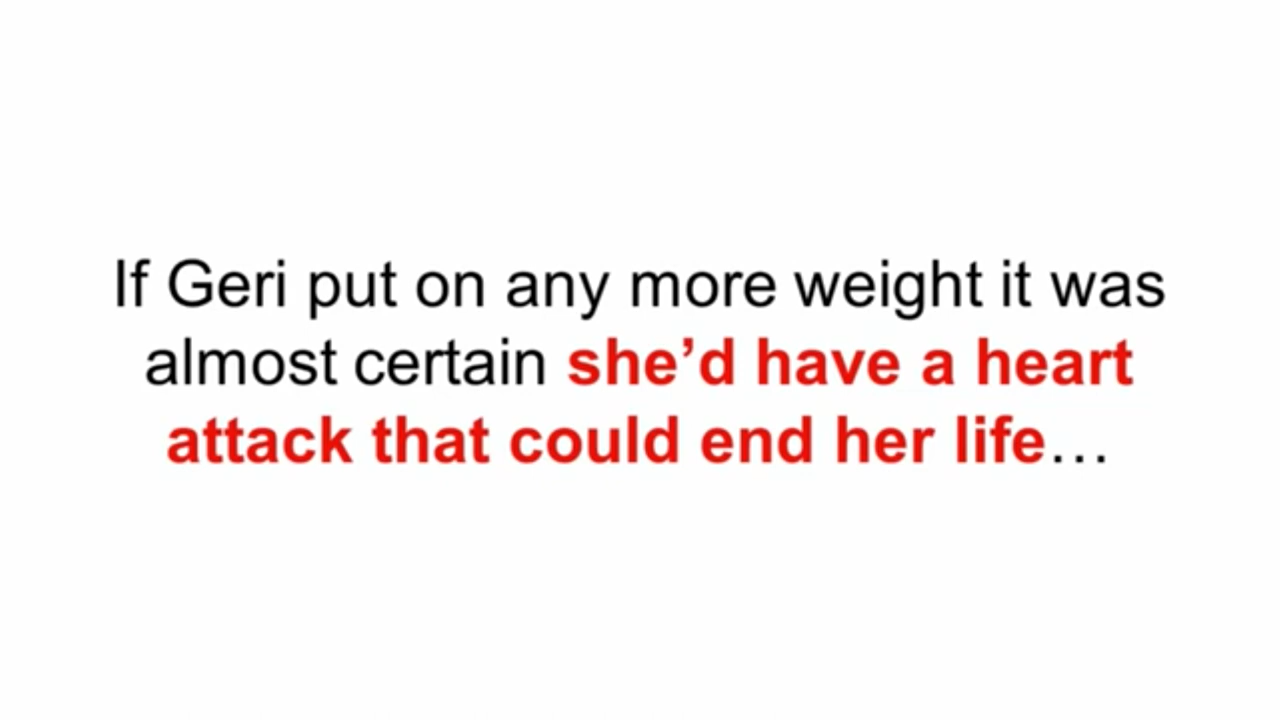 If Geri put on any more weight it was
almost certain she’d have a heart
attack that could end her life…